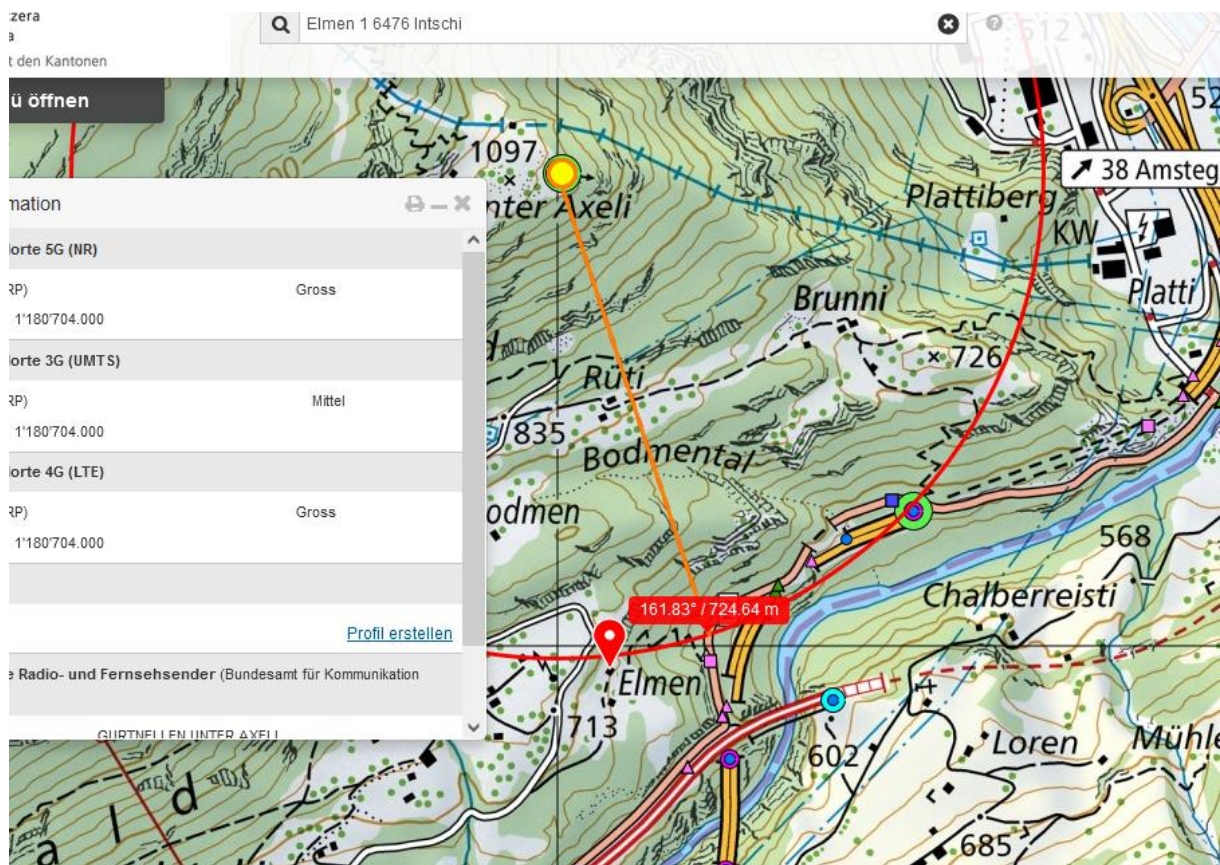 zera
a
t den Kantonen
Elmen 1 6476 Intschi
512
ü öffnen
52
1097
38 Amsteg
mation
nter Axeli
Plattiberg
KW
orte 5G (NR)
RP) Gross
1'180'704.000
Brunni
Platti
orte 3G (UMTS)
726
Rüti
RP) Mittel
1'180'704.000
835
Bodmental
orte 4G (LTE)
RP) Gross
odmen
1'180'704.000
568
Chalberreisti
161.83° / 724.64 m
Profil erstellen
e Radio- und Fernsehsender (Bundesamt für Kommunikation
Elmen
713
GURTNELLEN UNTER AXELI
602
Loren
Mühle
a l d
685